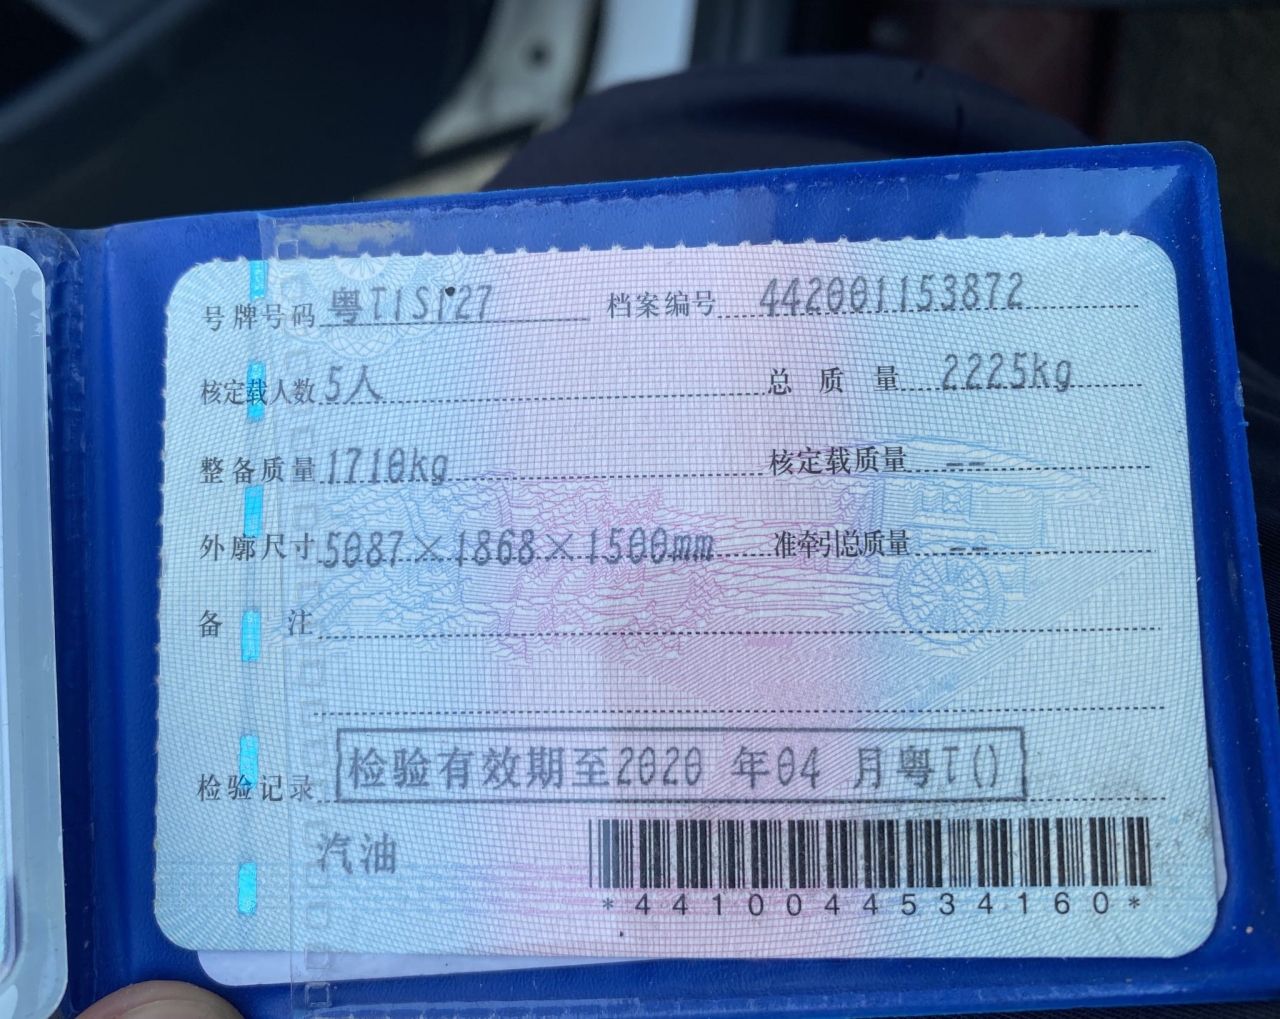 号牌号码 粤T1S127 档案编号 442001153872
核定载人数 5人 总质量 2225kg
整备质量 1710kg 核定载质量 --
外廓尺寸 5087×1868×1500mm 准牵引总质量 --
备注
检验记录 检验有效期至2020年04月粤T()
汽油
*4410044534160*